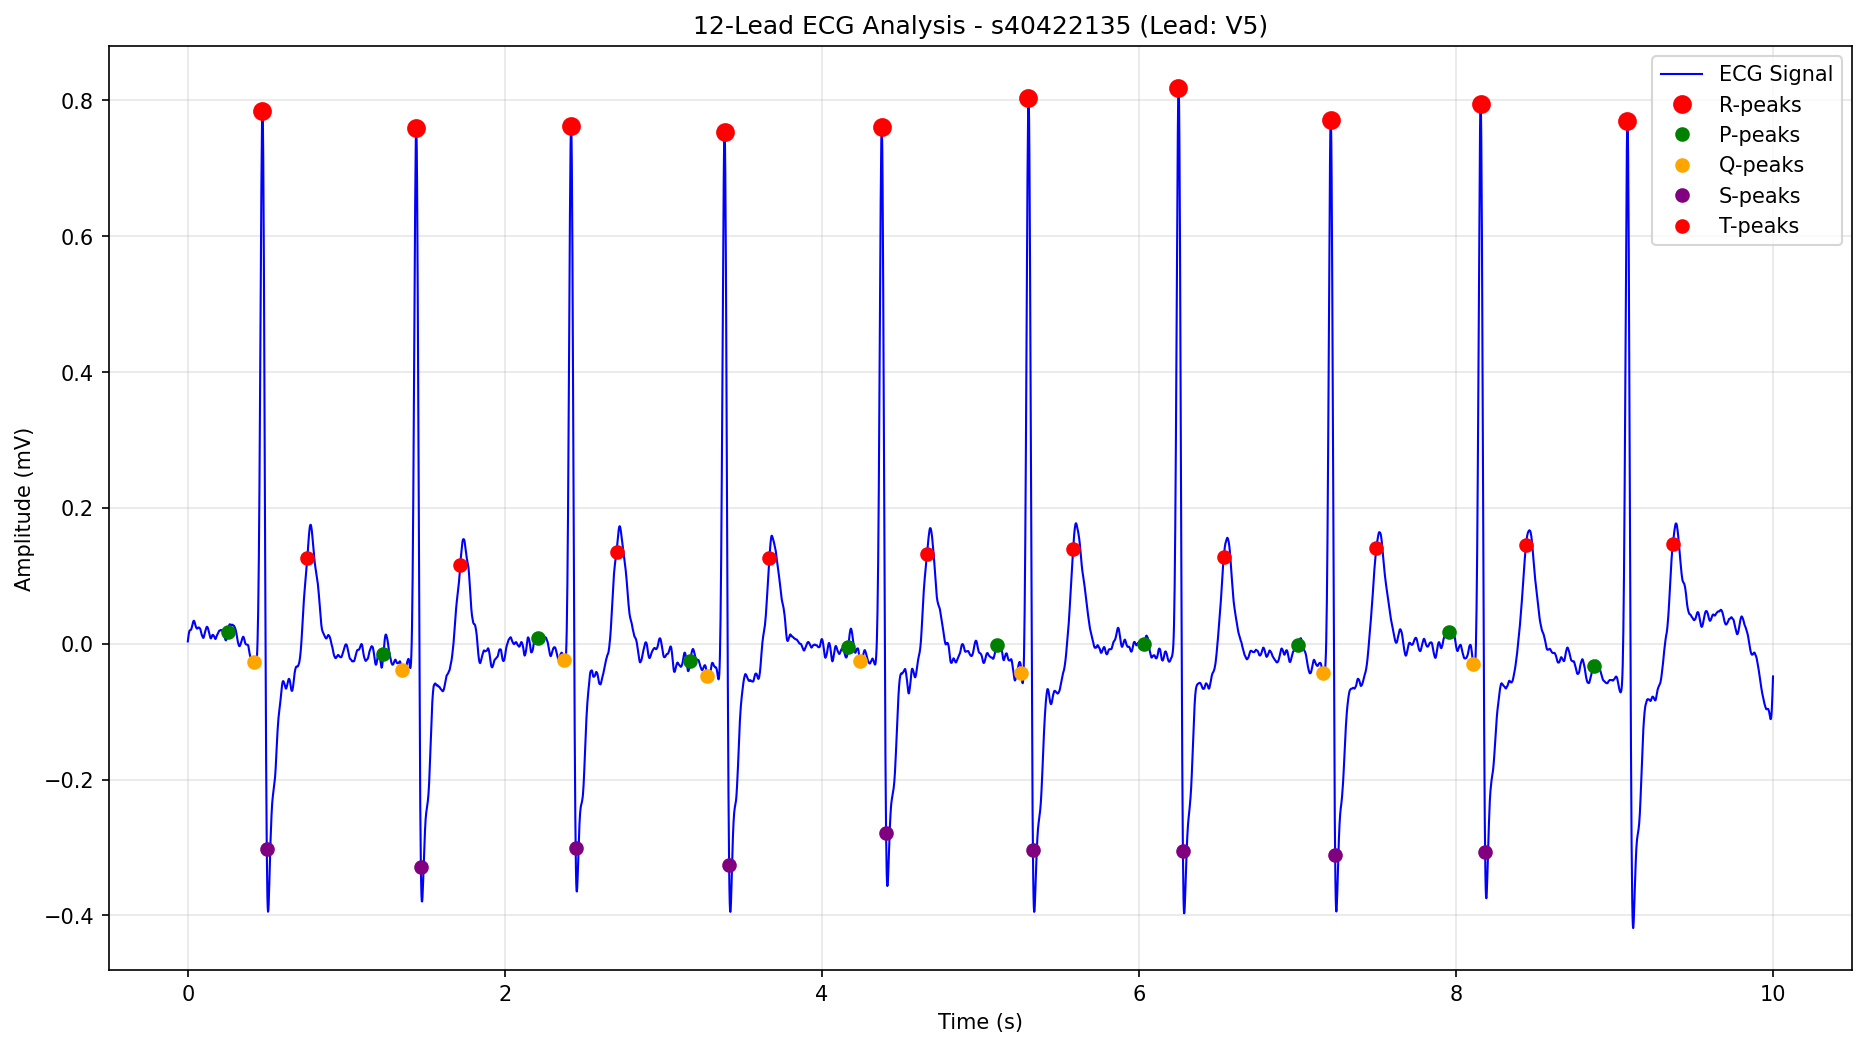 12-Lead ECG Analysis - s40422135 (Lead: V5)
ECG Signal
R-peaks
P-peaks
Q-peaks
S-peaks
T-peaks
Amplitude (mV)
0.8
0.6
0.4
0.2
0.0
−0.2
−0.4
0 2 4 6 8 10
Time (s)